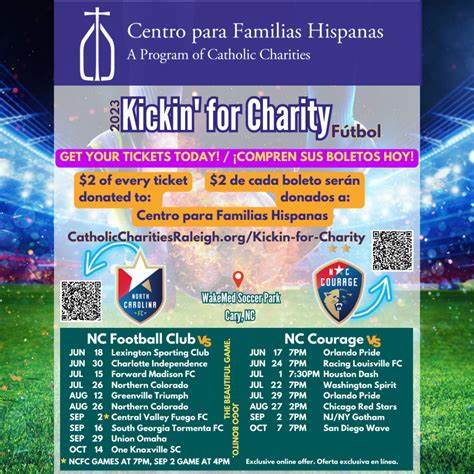 Centro para Familias Hispanas
A Program of Catholic Charities
2023
Kickin' for Charity
Fútbol
GET YOUR TICKETS TODAY! / ¡COMPREN SUS BOLETOS HOY!
$2 of every ticket donated to:
$2 de cada boleto serán donados a:
Centro para Familias Hispanas
CatholicCharitiesRaleigh.org/Kickin-for-Charity
NORTH
CAROLINA
FC
WakeMed Soccer Park
Cary, NC
NC
COURAGE
NC Football Club VS
JUN 18 Lexington Sporting Club
JUN 30 Charlotte Independence
JUL 15 Forward Madison FC
JUL 26 Northern Colorado
AUG 12 Greenville Triumph
AUG 26 Northern Colorado
SEP 2 ★ Central Valley Fuego FC
SEP 16 South Georgia Tormenta FC
SEP 29 Union Omaha
OCT 14 One Knoxville SC
★ NCFC GAMES AT 7PM, SEP 2 GAME AT 4PM
THE BEAUTIFUL GAME.
JOGO BONITO.
NC Courage VS
JUN 17 7PM Orlando Pride
JUN 24 7PM Racing Louisville FC
JUL 1 7:30PM Houston Dash
JUL 22 7PM Washington Spirit
JUL 29 7PM Orlando Pride
AUG 27 2PM Chicago Red Stars
SEP 2 7PM NJ/NY Gotham
OCT 7 7PM San Diego Wave
Exclusive online offer. Oferta exclusiva en línea.